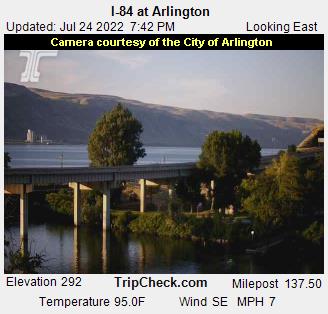 I-84 at Arlington
Updated: Jul 24 2022 7:42 PM Looking East
Camera courtesy of the City of Arlington
Elevation 292 TripCheck.com Milepost 137.50
Temperature 95.0F Wind SE MPH 7